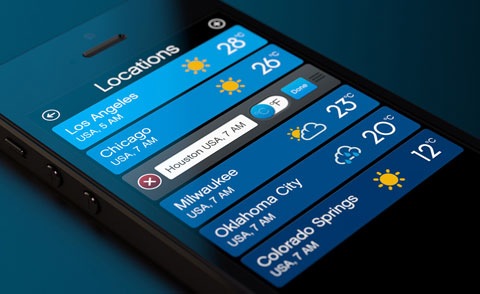 Locations
Los Angeles
USA, 5 AM
28°
Chicago
USA, 7 AM
26°
Houston USA, 7 AM
°F
Done
Milwaukee
USA, 7 AM
23°
Oklahoma City
USA, 7 AM
20°
Colorado Springs
USA, 7 AM
12°